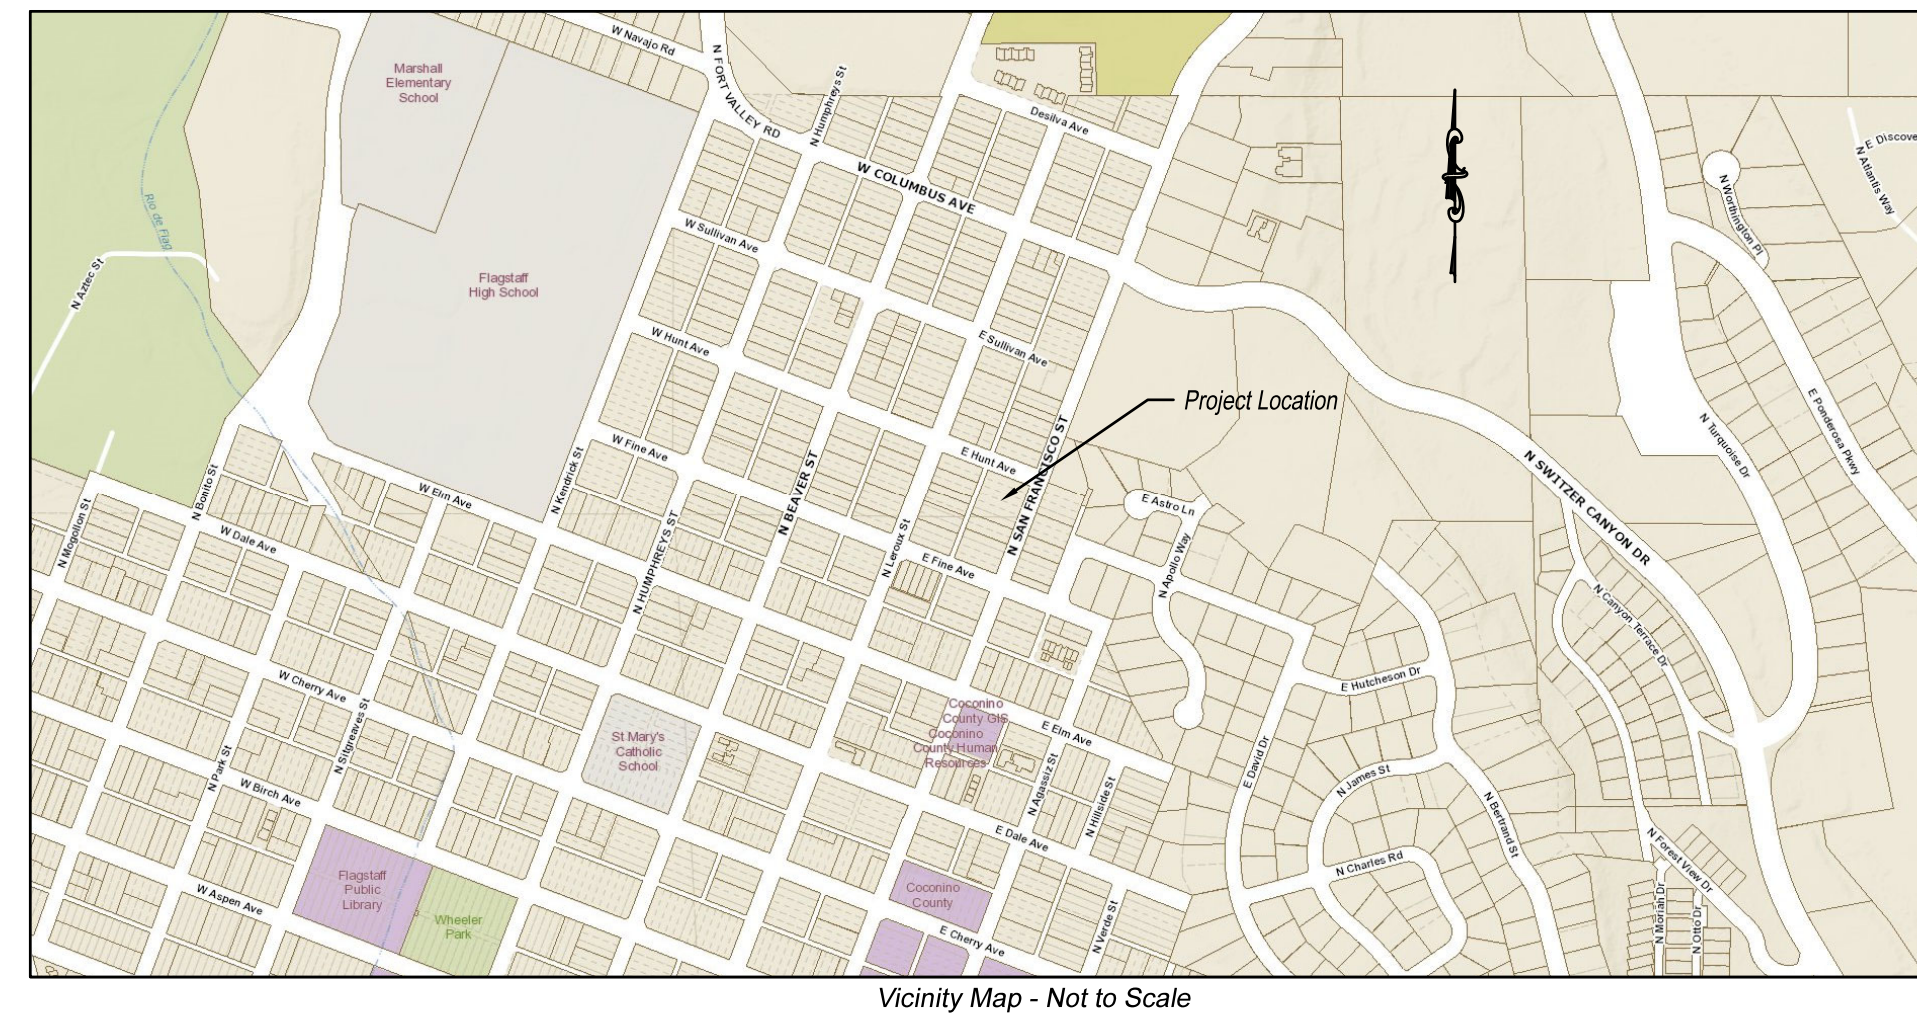 W Navajo Rd
N FORT VALLEY RD
N Humphreys St
Marshall
Elementary
School
Desilva Ave
E Discove
N Atlantis Way
N Worthington Pl
W COLUMBUS AVE
Rio de Flag
W Sullivan Ave
N Aztec St
Flagstaff
High School
W Hunt Ave
E Sullivan Ave
Project Location
E Ponderosa Pkwy
N Turquoise Dr
N SAN FRANCISCO ST
W Fine Ave
E Hunt Ave
N Kendrick St
N BEAVER ST
N SWITZER CANYON DR
N Bonito St
W Elm Ave
E Astro Ln
N Mogollon St
W Dale Ave
N HUMPHREYS ST
N Leroux St
E Fine Ave
N Apollo Way
N Canyon Terrace Dr
W Cherry Ave
E Hutcheson Dr
N Sitgreaves St
Coconino
County GIS
Coconino
County Human
Resources
E Elm Ave
St Mary's
Catholic
School
N Park St
E David Dr
N Agassiz St
N Hillside St
N James St
W Birch Ave
N Bertrand St
E Dale Ave
N Forest View Dr
N Charles Rd
Flagstaff
Public
Library
W Aspen Ave
Wheeler
Park
Coconino
County
E Cherry Ave
N Verde St
N Moriah Dr
N Otto Dr
Vicinity Map - Not to Scale